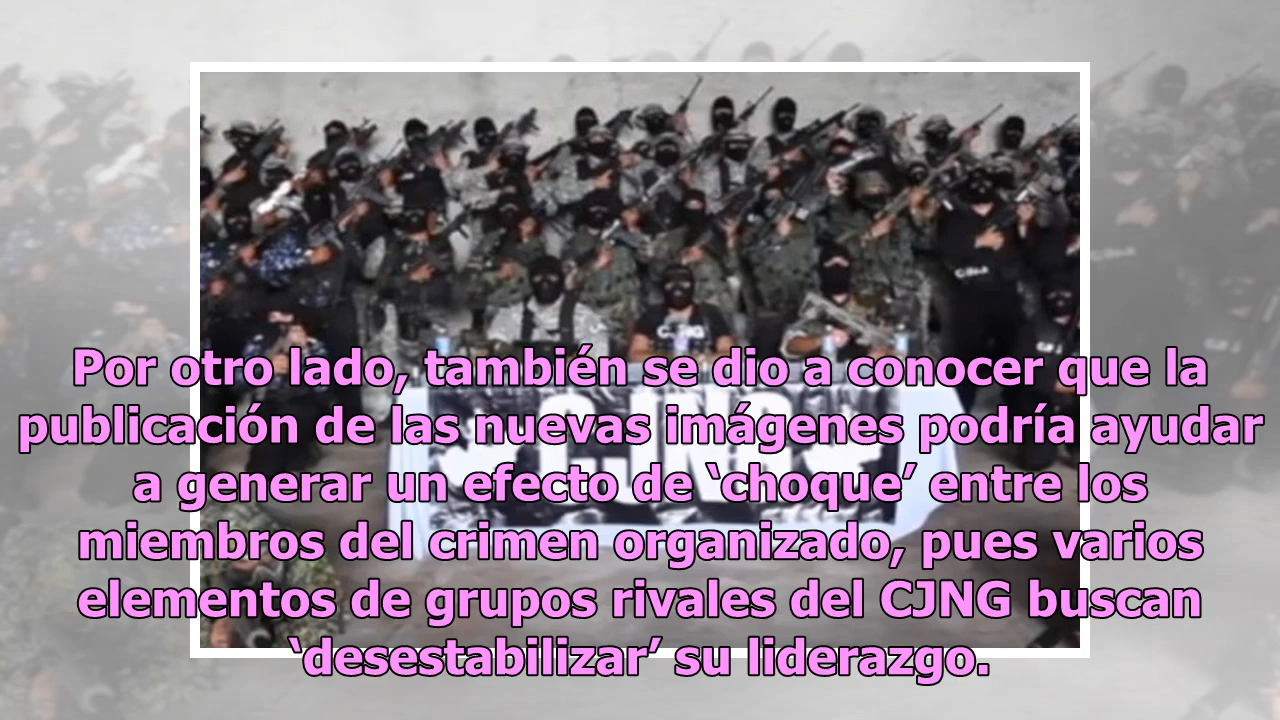 CJNG
Por otro lado, también se dio a conocer que la
publicación de las nuevas imágenes podría ayudar
a generar un efecto de ‘choque’ entre los
miembros del crimen organizado, pues varios
elementos de grupos rivales del CJNG buscan
‘desestabilizar’ su liderazgo.
CJNG